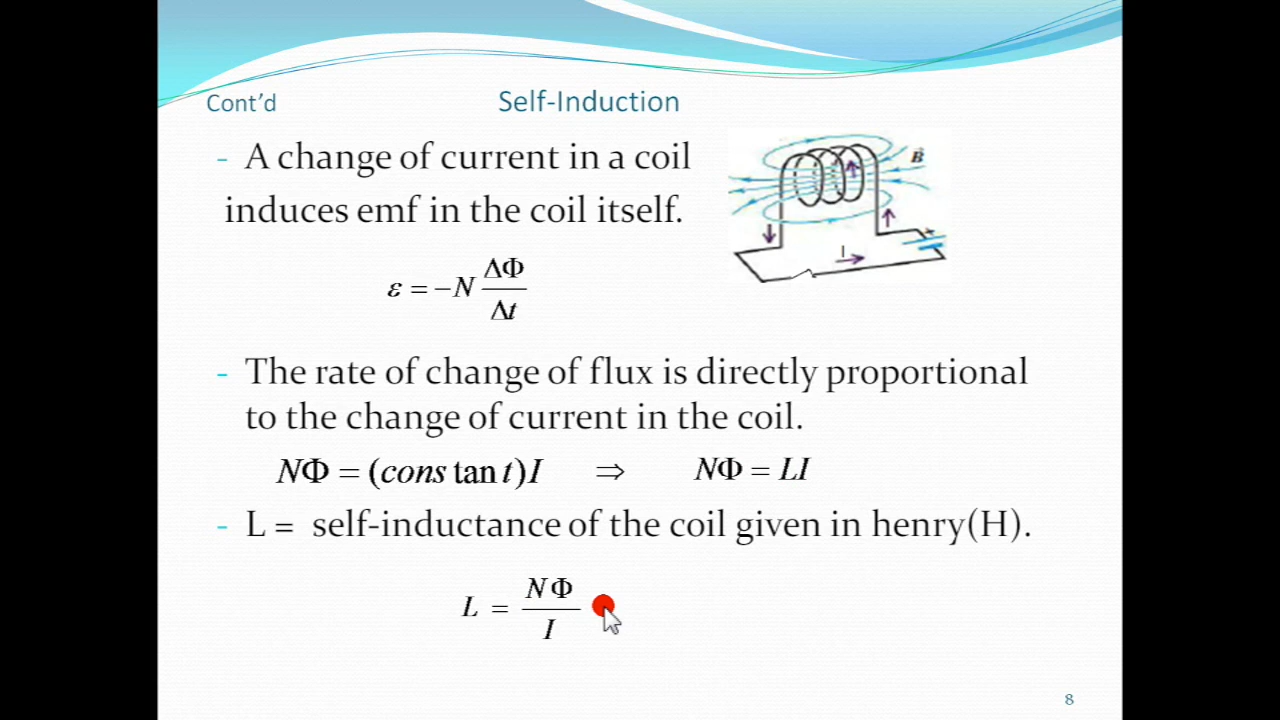 Cont'd Self-Induction
- A change of current in a coil
induces emf in the coil itself.
B
+
I
ε = −N ΔΦ / Δt
- The rate of change of flux is directly proportional
to the change of current in the coil.
NΦ = (cons tan t)I ⇒ NΦ = LI
- L = self-inductance of the coil given in henry(H).
L = NΦ / I
8